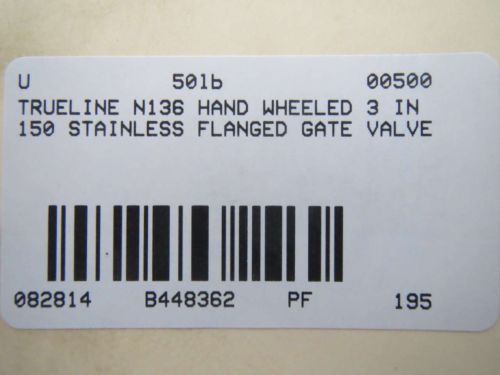 U 501b 00500
TRUELINE N136 HAND WHEELED 3 IN
150 STAINLESS FLANGED GATE VALVE
082814 B448362 PF 195